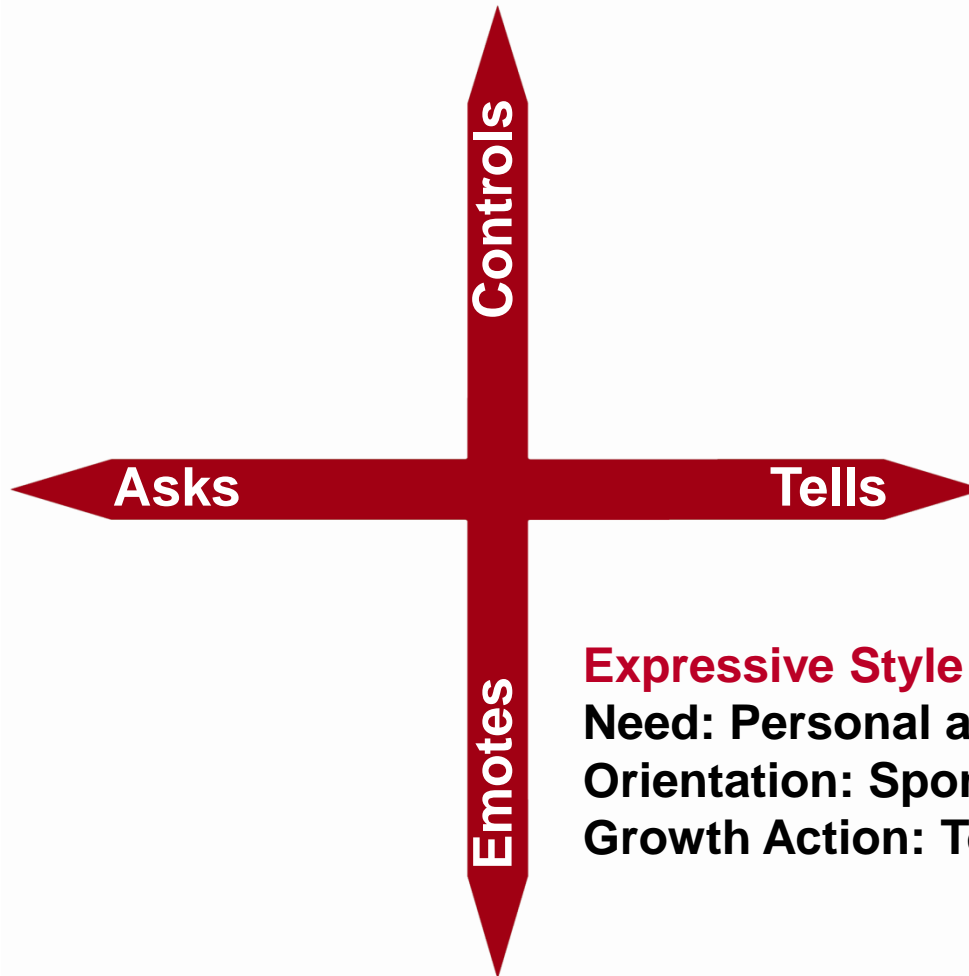 Controls
Asks
Tells
Emotes
Expressive Style
Need: Personal
Orientation:
Growth Action: